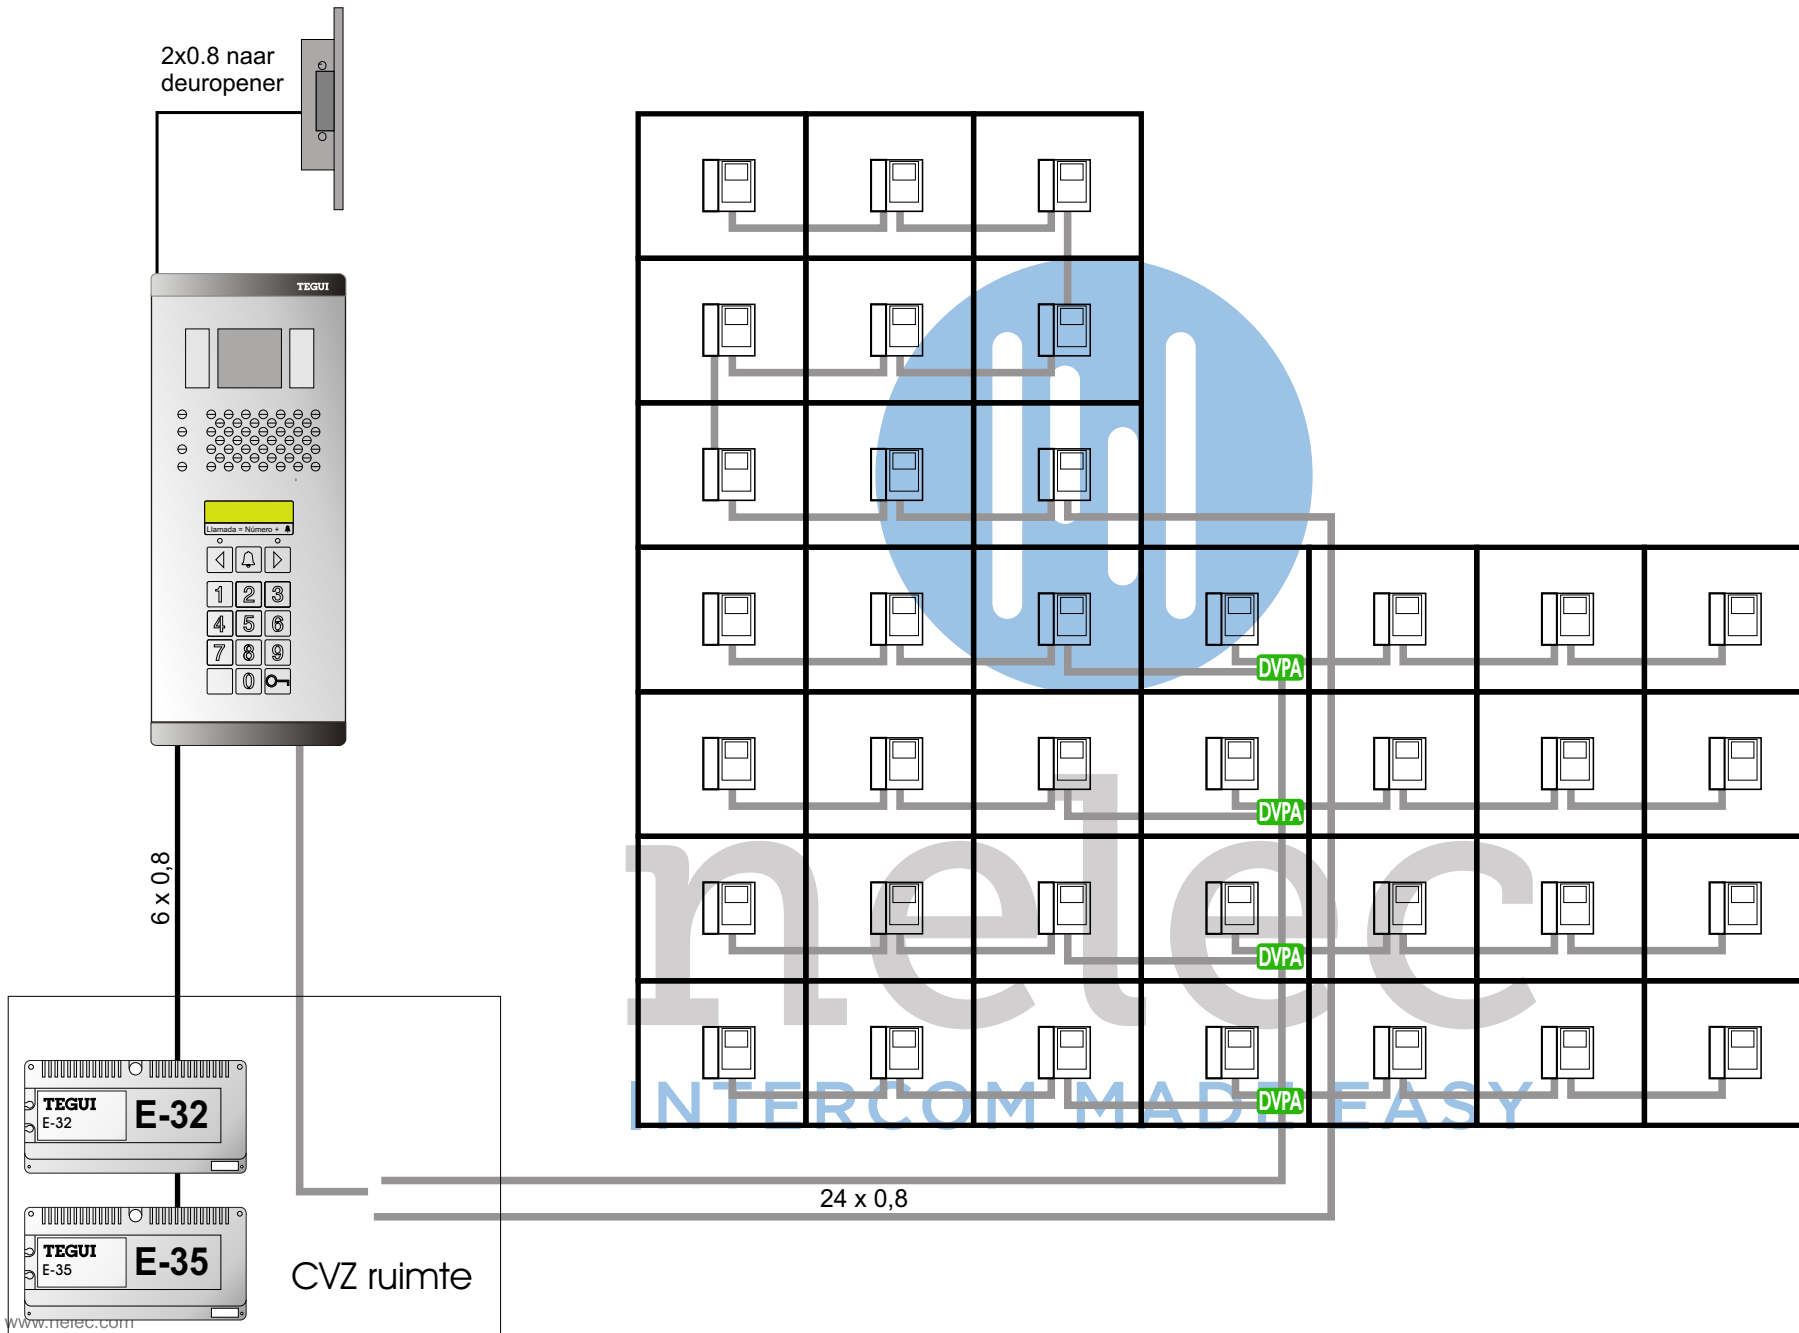 2x0.8 naar
deuropener
TEGUI
Llamada = Número +
1 2 3
4 5 6
7 8 9
0
6 x 0,8
DVPA
DVPA
DVPA
DVPA
nelec
INTERCOM MADE EASY
24 x 0,8
TEGUI
E-32
E-32
TEGUI
E-35
E-35
CVZ ruimte
www.nelec.com